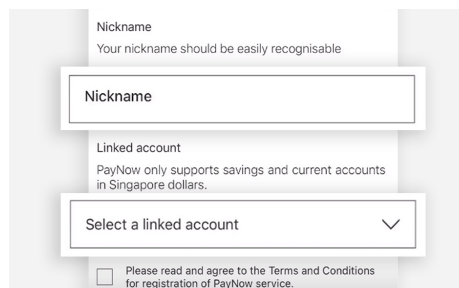 Nickname
Your nickname should be easily recognisable
Nickname
Linked account
PayNow only supports savings and current accounts
in Singapore dollars.
Select a linked account
Please read and agree to the Terms and Conditions
for registration of PayNow service.